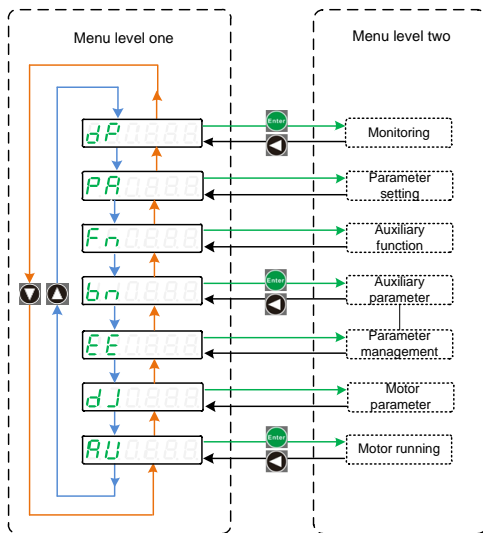 Menu level one
Menu level two
dP
Enter
Monitoring
PA
Parameter
setting
Fn
Auxiliary
function
bn
Enter
Auxiliary
parameter
EE
Parameter
management
dJ
Motor
parameter
AU
Enter
Motor running